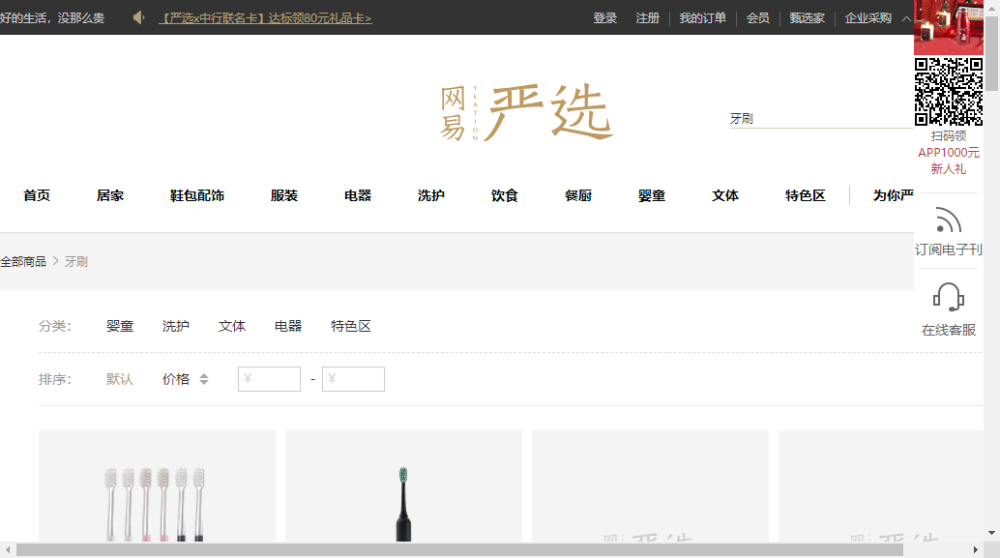 好的生活，没那么贵
【严选x中行联名卡】达标领80元礼品卡>
登录 注册 我的订单 会员 甄选家 企业采购
网易 YEATION 严选
牙刷
扫码领
APP1000元
新人礼
首页 居家 鞋包配饰 服装 电器 洗护 饮食 餐厨 婴童 文体 特色区 为你严
订阅电子刊
全部商品 > 牙刷
在线客服
分类： 婴童 洗护 文体 电器 特色区
排序： 默认 价格 ¥ - ¥
网 严选
网 严选